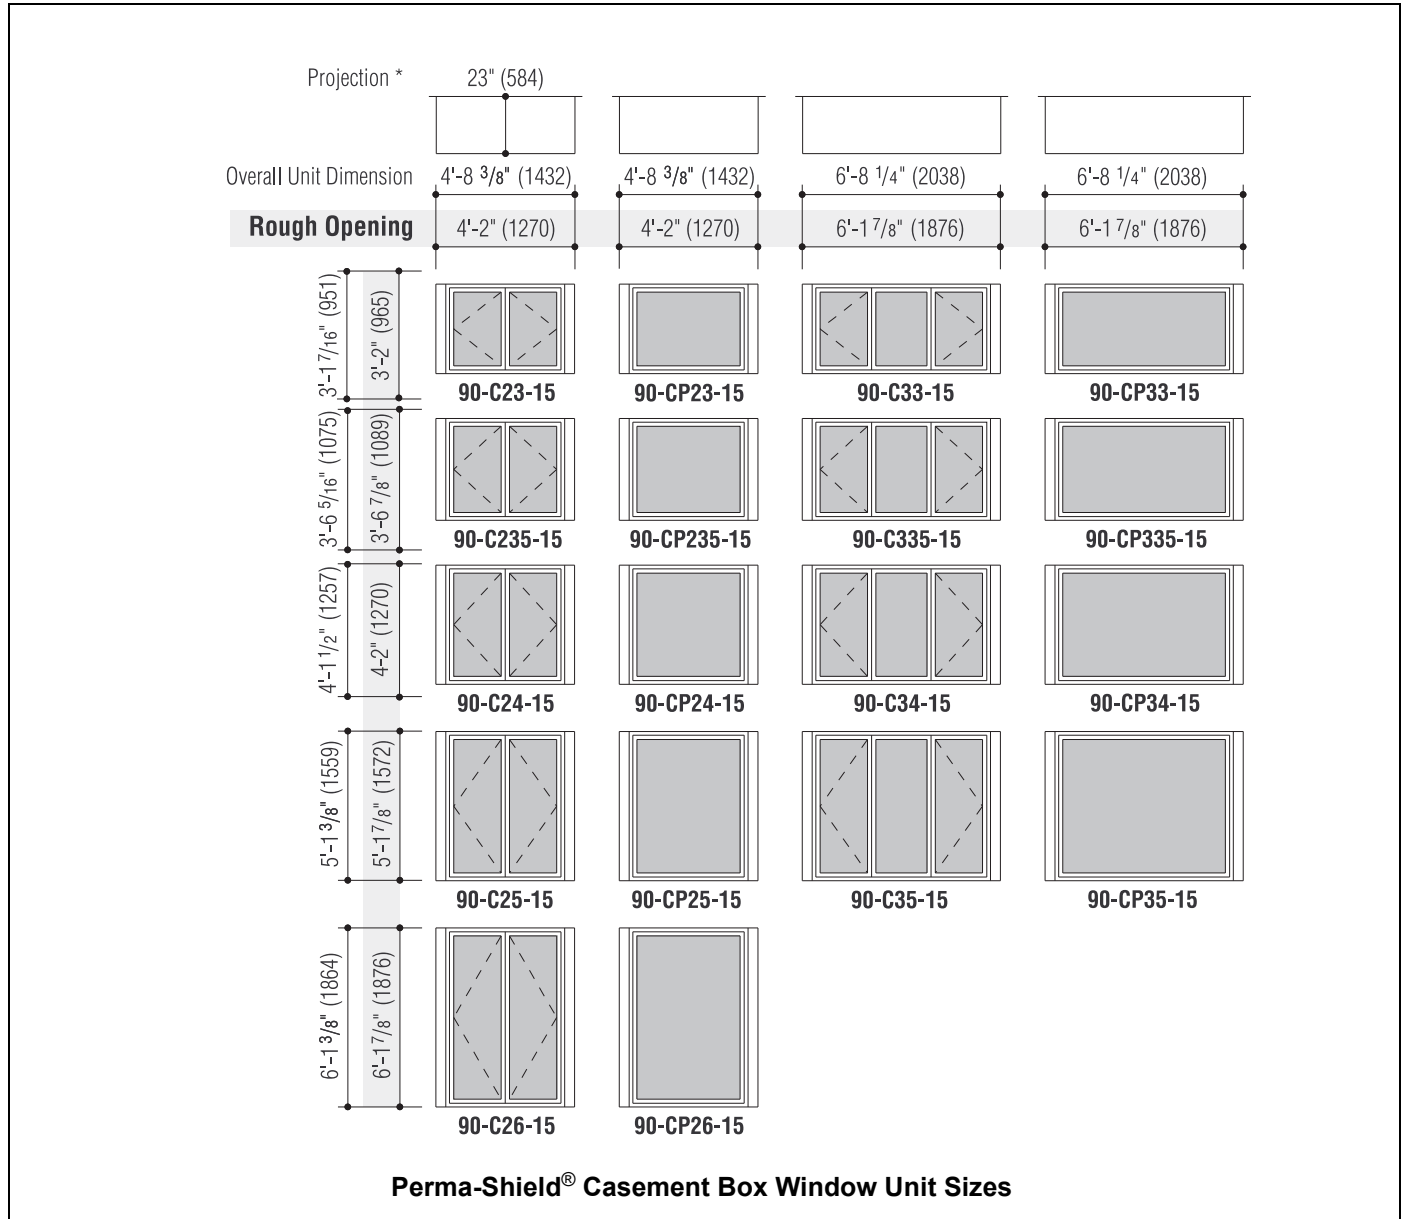 Projection * 23" (584)
Overall Unit Dimension 4'-8 3/8" (1432) 4'-8 3/8" (1432) 6'-8 1/4" (2038) 6'-8 1/4" (2038)
Rough Opening 4'-2" (1270) 4'-2" (1270) 6'-1 7/8" (1876) 6'-1 7/8" (1876)
3'-1 7/16" (951) 3'-2" (965)
90-C23-15 90-CP23-15 90-C33-15 90-CP33-15
3'-6 5/16" (1075) 3'-6 7/8" (1089)
90-C235-15 90-CP235-15 90-C335-15 90-CP335-15
4'-1 1/2" (1257) 4-2" (1270)
90-C24-15 90-CP24-15 90-C34-15 90-CP34-15
5'-1 3/8" (1559) 5'-1 7/8" (1572)
90-C25-15 90-CP25-15 90-C35-15 90-CP35-15
6'-1 3/8" (1864) 6'-1 7/8" (1876)
90-C26-15 90-CP26-15
Perma-Shield® Casement Box Window Unit Sizes